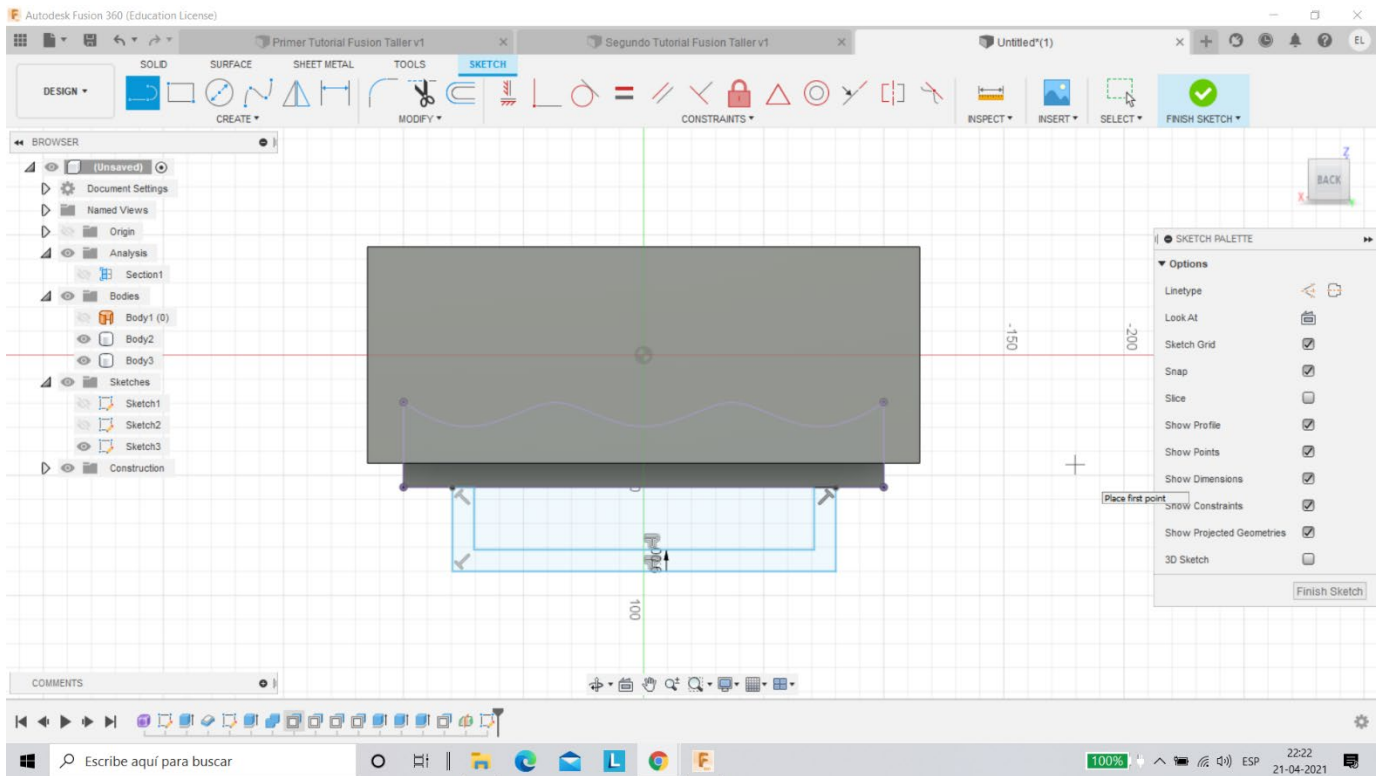 Autodesk Fusion 360 (Education License)
Primer Tutorial Fusion Taller v1
Segundo Tutorial Fusion Taller v1
Untitled*(1)
EL
SOLID SURFACE SHEET METAL TOOLS SKETCH
DESIGN
CREATE MODIFY CONSTRAINTS INSPECT INSERT SELECT FINISH SKETCH
BROWSER
(Unsaved)
Document Settings
Named Views
Origin
Analysis
Section1
Bodies
Body1 (0)
Body2
Body3
Sketches
Sketch1
Sketch2
Sketch3
Construction
Z
BACK
X
-150
-200
100
Place first point
SKETCH PALETTE
Options
Linetype
Look At
Sketch Grid
Snap
Slice
Show Profile
Show Points
Show Dimensions
Show Constraints
Show Projected Geometries
3D Sketch
Finish Sketch
COMMENTS
Escribe aquí para buscar
100%
ESP
22:22
21-04-2021